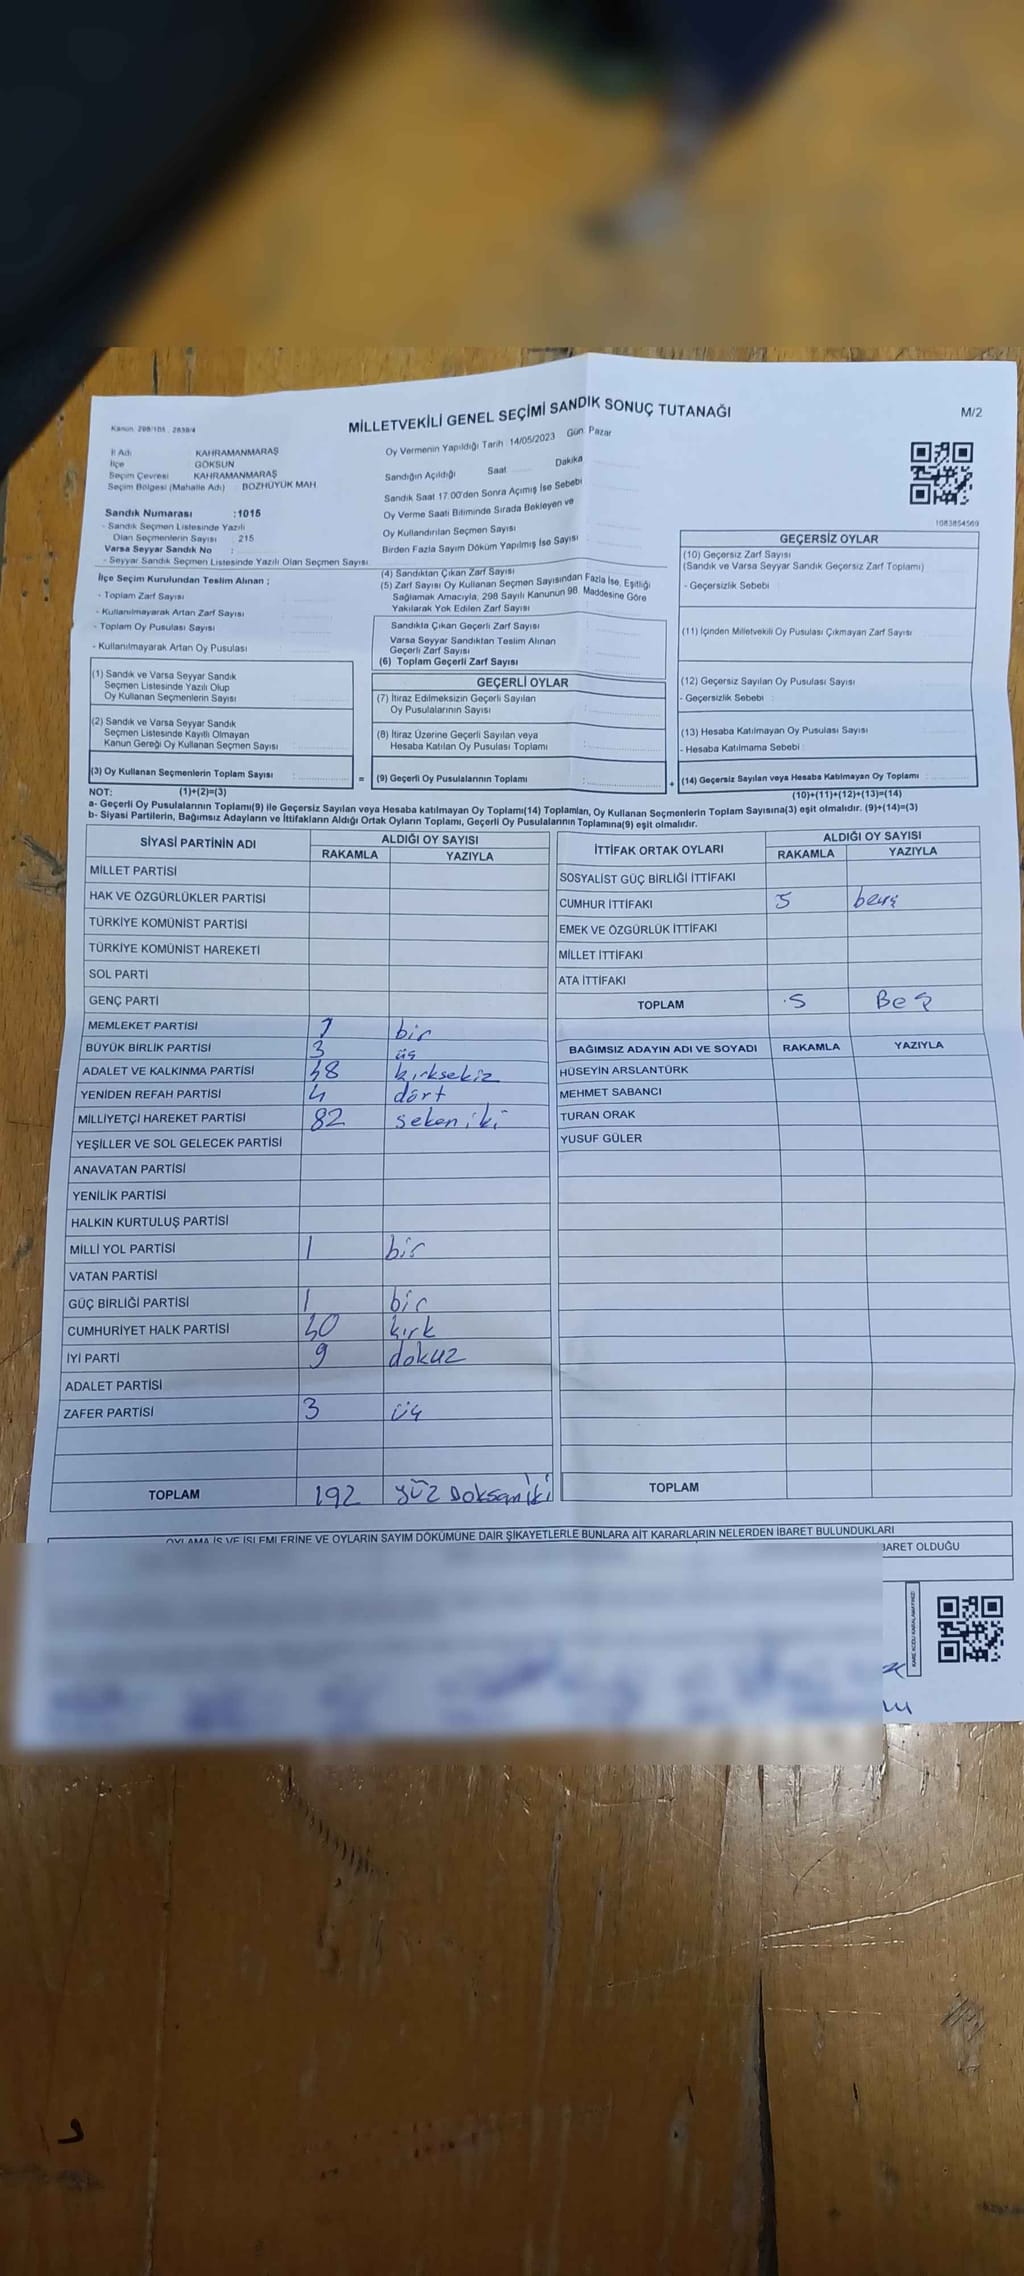 Kanun: 298/105 , 2839/4
MİLLETVEKİLİ GENEL SEÇİMİ SANDIK SONUÇ TUTANAĞI
M/2
İl Adı KAHRAMANMARAŞ
İlçe GÖKSUN
Seçim Çevresi KAHRAMANMARAŞ
Seçim Bölgesi (Mahalle Adı) : BOZHÜYÜK MAH.
Sandık Numarası :1015
- Sandık Seçmen Listesinde Yazılı
Olan Seçmenlerin Sayısı : 215
Varsa Seyyar Sandık No :
- Seyyar Sandık Seçmen Listesinde Yazılı Olan Seçmen Sayısı
Oy Vermenin Yapıldığı Tarih : 14/05/2023 Gün: Pazar
Sandığın Açıldığı Saat Dakika
Sandık Saat 17.00'den Sonra Açımış İse Sebebi
Oy Verme Saati Bitiminde Sırada Bekleyen ve
Oy Kullandırılan Seçmen Sayısı
Birden Fazla Sayım Döküm Yapılmış İse Sayısı
1083854569
İlçe Seçim Kurulundan Teslim Alınan ;
- Toplam Zarf Sayısı
- Kullanılmayarak Artan Zarf Sayısı
- Toplam Oy Pusulası Sayısı
- Kullanılmayarak Artan Oy Pusulası
(4) Sandıktan Çıkan Zarf Sayısı
(5) Zarf Sayısı Oy Kullanan Seçmen Sayısından Fazla İse, Eşitliği
Sağlamak Amacıyla, 298 Sayılı Kanunun 98. Maddesine Göre
Yakılarak Yok Edilen Zarf Sayısı
Sandıkta Çıkan Geçerli Zarf Sayısı
Varsa Seyyar Sandıktan Teslim Alınan
Geçerli Zarf Sayısı
(6) Toplam Geçerli Zarf Sayısı
GEÇERSİZ OYLAR
(10) Geçersiz Zarf Sayısı
(Sandık ve Varsa Seyyar Sandık Geçersiz Zarf Toplamı)
- Geçersizlik Sebebi :
(11) İçinden Milletvekili Oy Pusulası Çıkmayan Zarf Sayısı
(12) Geçersiz Sayılan Oy Pusulası Sayısı
- Geçersizlik Sebebi :
(13) Hesaba Katılmayan Oy Pusulası Sayısı
- Hesaba Katılmama Sebebi :
(14) Geçersiz Sayılan veya Hesaba Katılmayan Oy Toplamı :
(10)+(11)+(12)+(13)=(14)
(1) Sandık ve Varsa Seyyar Sandık
Seçmen Listesinde Yazılı Olup
Oy Kullanan Seçmenlerin Sayısı :
(2) Sandık ve Varsa Seyyar Sandık
Seçmen Listesinde Kayıtlı Olmayan
Kanun Gereği Oy Kullanan Seçmen Sayısı :
(3) Oy Kullanan Seçmenlerin Toplam Sayısı :
GEÇERLİ OYLAR
(7) İtiraz Edilmeksizin Geçerli Sayılan
Oy Pusulalarının Sayısı :
(8) İtiraz Üzerine Geçerli Sayılan veya
Hesaba Katılan Oy Pusulası Toplamı :
= (9) Geçerli Oy Pusulalarının Toplamı : +
NOT: (1)+(2)=(3)
a- Geçerli Oy Pusulalarının Toplamı(9) ile Geçersiz Sayılan veya Hesaba katılmayan Oy Toplamı(14) Toplamları, Oy Kullanan Seçmenlerin Toplam Sayısına(3) eşit olmalıdır. (9)+(14)=(3)
b- Siyasi Partilerin, Bağımsız Adayların ve İttifakların Aldığı Ortak Oyların Toplamı, Geçerli Oy Pusulalarının Toplamına(9) eşit olmalıdır.
SİYASİ PARTİNİN ADI ALDIĞI OY SAYISI
RAKAMLA YAZIYLA
MİLLET PARTİSİ
HAK VE ÖZGÜRLÜKLER PARTİSİ
TÜRKİYE KOMÜNİST PARTİSİ
TÜRKİYE KOMÜNİST HAREKETİ
SOL PARTİ
GENÇ PARTİ
MEMLEKET PARTİSİ 1 bir
BÜYÜK BİRLİK PARTİSİ 3 üç
ADALET VE KALKINMA PARTİSİ 48 kırksekiz
YENİDEN REFAH PARTİSİ 4 dört
MİLLİYETÇİ HAREKET PARTİSİ 82 seken iki
YEŞİLLER VE SOL GELECEK PARTİSİ
ANAVATAN PARTİSİ
YENİLİK PARTİSİ
HALKIN KURTULUŞ PARTİSİ
MİLLİ YOL PARTİSİ 1 bir
VATAN PARTİSİ
GÜÇ BİRLİĞİ PARTİSİ 1 bir
CUMHURİYET HALK PARTİSİ 40 kırk
İYİ PARTİ 9 dokuz
ADALET PARTİSİ
ZAFER PARTİSİ 3 üç
TOPLAM 192 yüz Doksan iki
İTTİFAK ORTAK OYLARI ALDIĞI OY SAYISI
RAKAMLA YAZIYLA
SOSYALİST GÜÇ BİRLİĞİ İTTİFAKI
CUMHUR İTTİFAKI 5 beş
EMEK VE ÖZGÜRLÜK İTTİFAKI
MİLLET İTTİFAKI
ATA İTTİFAKI
TOPLAM 5 Beş
BAĞIMSIZ ADAYIN ADI VE SOYADI RAKAMLA YAZIYLA
HÜSEYİN ARSLANTÜRK
MEHMET SABANCI
TURAN ORAK
YUSUF GÜLER
TOPLAM
OYLAMA İŞ VE İŞLEMLERİNE VE OYLARIN SAYIM DÖKÜMÜNE DAİR ŞİKAYETLERLE BUNLARA AİT KARARLARIN NELERDEN İBARET BULUNDUKLARI
BARET OLDUĞU
KARE KODU KARALAMAYINIZ!